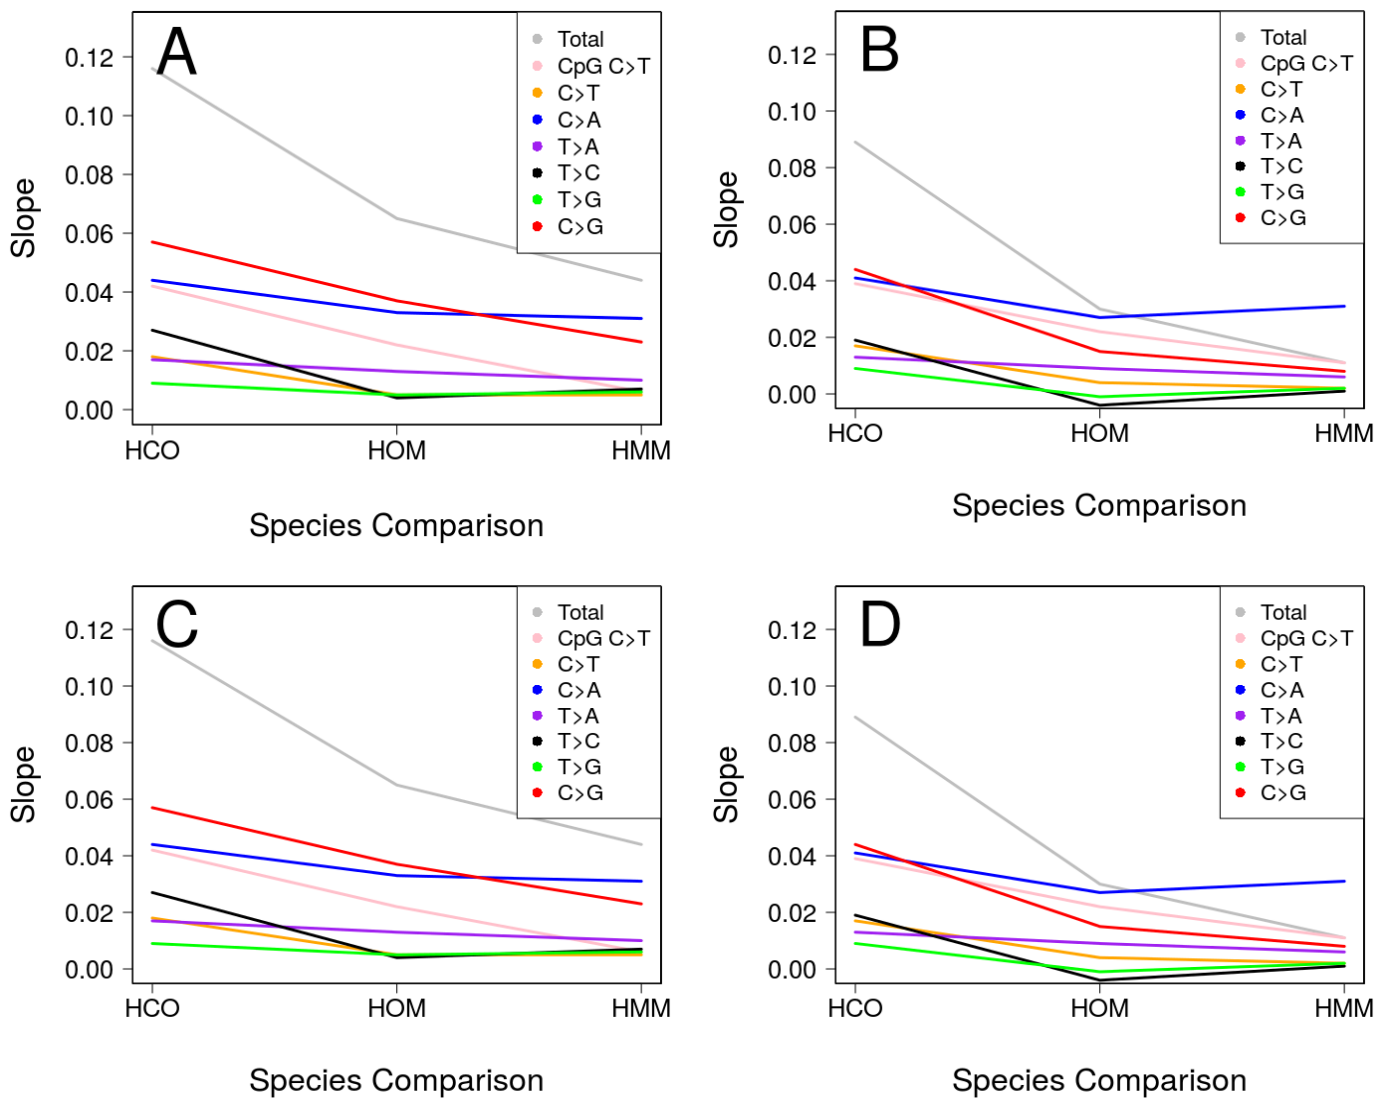 A
Slope
0.12
0.10
0.08
0.06
0.04
0.02
0.00
HCO HOM HMM
Species Comparison
Total
CpG C>T
C>T
C>A
T>A
T>C
T>G
C>G
B
Slope
0.12
0.10
0.08
0.06
0.04
0.02
0.00
HCO HOM HMM
Species Comparison
Total
CpG C>T
C>T
C>A
T>A
T>C
T>G
C>G
C
Slope
0.12
0.10
0.08
0.06
0.04
0.02
0.00
HCO HOM HMM
Species Comparison
Total
CpG C>T
C>T
C>A
T>A
T>C
T>G
C>G
D
Slope
0.12
0.10
0.08
0.06
0.04
0.02
0.00
HCO HOM HMM
Species Comparison
Total
CpG C>T
C>T
C>A
T>A
T>C
T>G
C>G